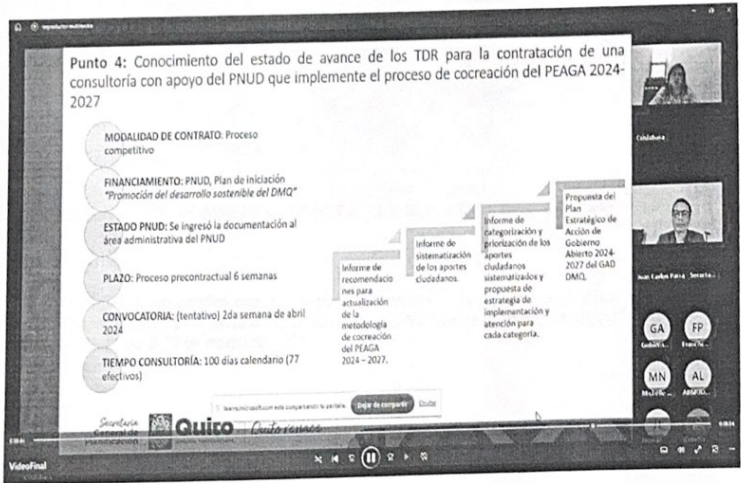 Punto 4: Conocimiento del estado de avance de los TDR para la contratación de una
consultoría con apoyo del PNUD que implemente el proceso de cocreación del PEAGA 2024-
2027
MODALIDAD DE CONTRATO: Proceso
competitivo
FINANCIAMIENTO: PNUD, Plan de iniciación
"Promoción del desarrollo sostenible del DMQ"
ESTADO PNUD: Se ingresó la documentación al
área administrativa del PNUD
PLAZO: Proceso precontractual 6 semanas
CONVOCATORIA: (tentativo) 2da semana de abril
2024
TIEMPO CONSULTORÍA: 100 días calendario (77
efectivos)
Informe de
recomendacio
nes para
actualización
de la
metodología
de cocreación
del PEAGA
2024 – 2027.
Informe de
sistematización
de los aportes
ciudadanos.
Informe de
categorización y
priorización de los
aportes
ciudadanos
sistematizados y
propuesta de
estrategia de
implementación y
atención para
cada categoría.
Propuesta del
Plan
Estratégico de
Acción de
Gobierno
Abierto 2024-
2027 del GAD
DMQ.
GA
FP
MN
AL
Dejar de compartir
Ocultar
Secretaría
General de
Planificación
Quito
VideoFinal